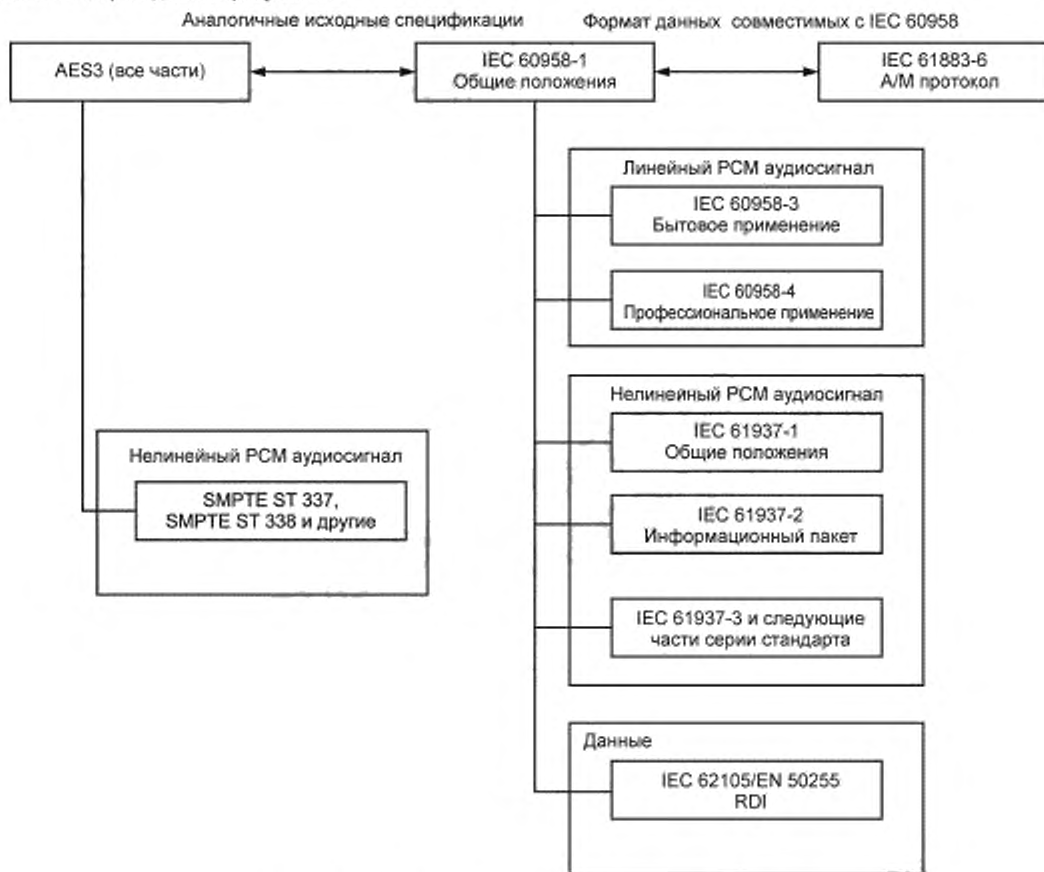 Аналогичные исходные спецификации
Формат данных совместимых с IEC 60958
AES3 (все части)
IEC 60958-1
Общие положения
IEC 61883-6
А/М протокол
Линейный PCM аудиосигнал
IEC 60958-3
Бытовое применение
IEC 60958-4
Профессиональное применение
Нелинейный PCM аудиосигнал
IEC 61937-1
Общие положения
IEC 61937-2
Информационный пакет
IEC 61937-3 и следующие
части серии стандарта
Нелинейный PCM аудиосигнал
SMPTE ST 337,
SMPTE ST 338 и другие
Данные
IEC 62105/EN 50255
RDI